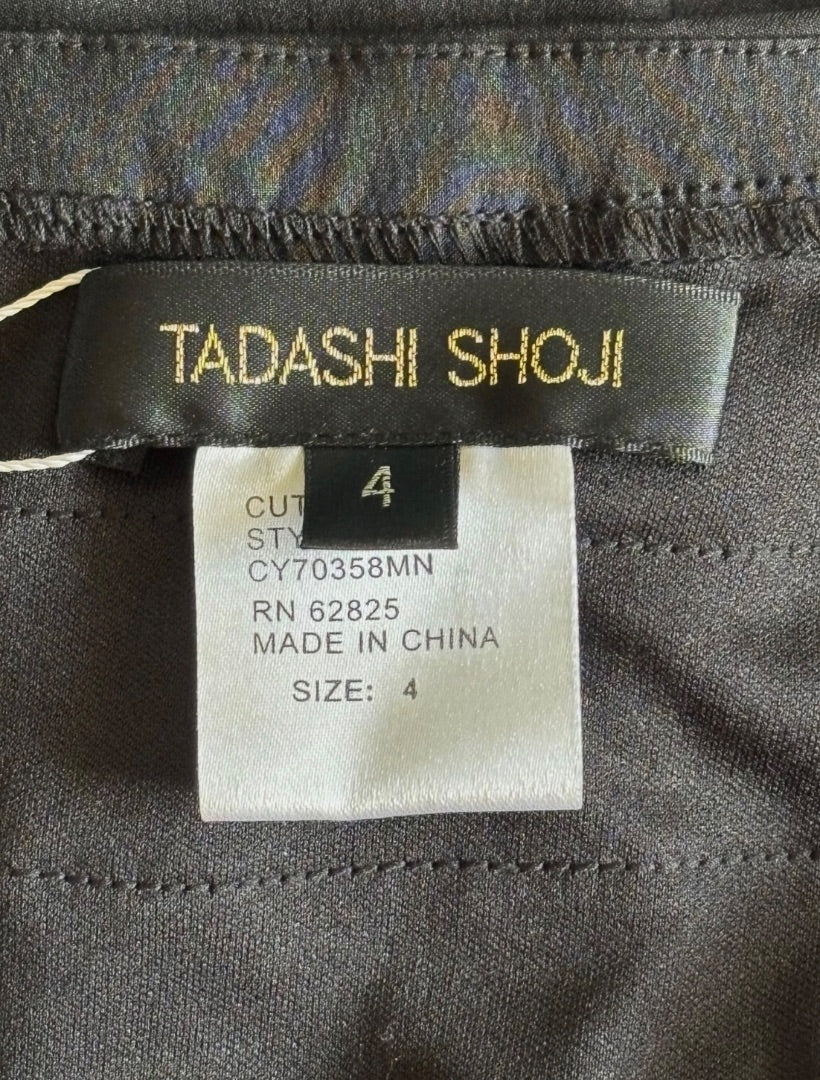 TADASHI SHOJI
4
CUT
STY
CY70358MN
RN 62825
MADE IN CHINA
SIZE: 4